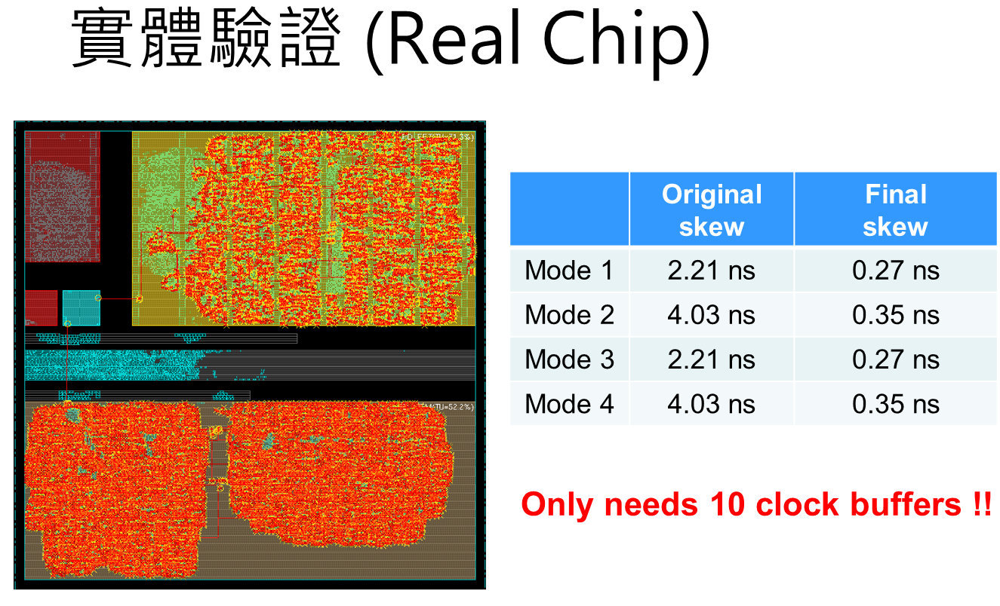 實體驗證 (Real Chip)
Original skew Final skew
Mode 1 2.21 ns 0.27 ns
Mode 2 4.03 ns 0.35 ns
Mode 3 2.21 ns 0.27 ns
Mode 4 4.03 ns 0.35 ns
Only needs 10 clock buffers !!